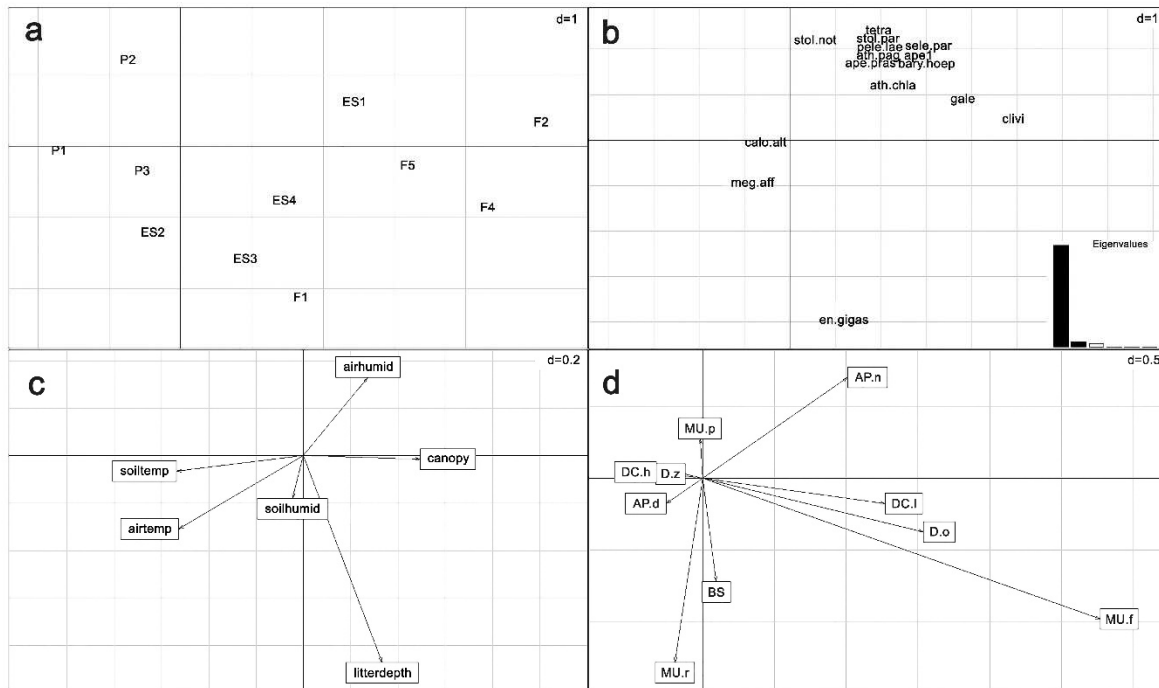 a
d=1
P2
ES1
F2
P1
F5
P3
ES4
F4
ES2
ES3
F1
b
d=1
tetra
stol.not
stol.par
pele.lae
sele.par
ath.pag
ape1
ape.pras
bary.hoep
ath.chla
gale
clivi
calo.alt
meg.aff
en.gigas
Eigenvalues
c
d=0.2
airhumid
canopy
soiltemp
soilhumid
airtemp
litterdepth
d
d=0.5
AP.n
MU.p
DC.h
D.z
AP.d
DC.l
D.o
BS
MU.f
MU.r